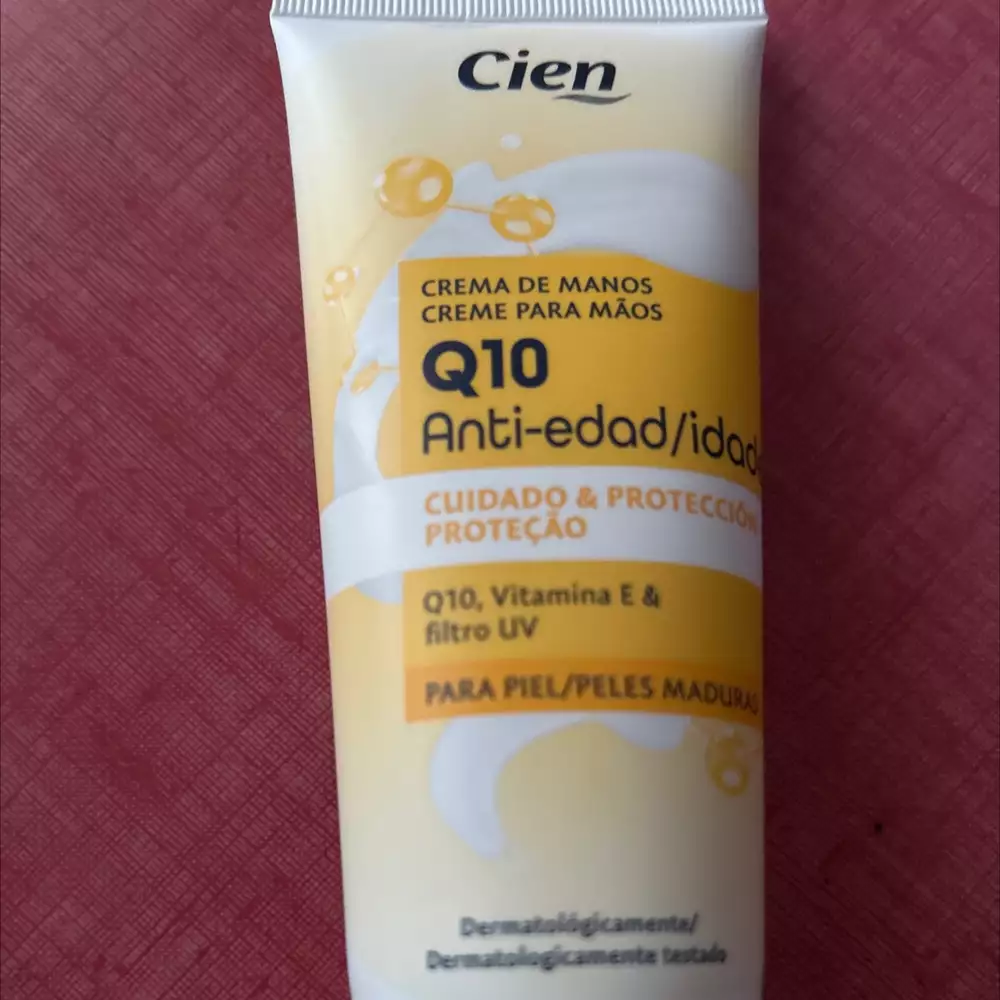 Cien
CREMA DE MANOS
CREME PARA MÃOS
Q10
Anti-edad/idade
CUIDADO & PROTECCIÓN
PROTEÇÃO
Q10, Vitamina E &
filtro UV
PARA PIEL/PELES MADURAS
Dermatológicamente/
Dermatologicamente testado